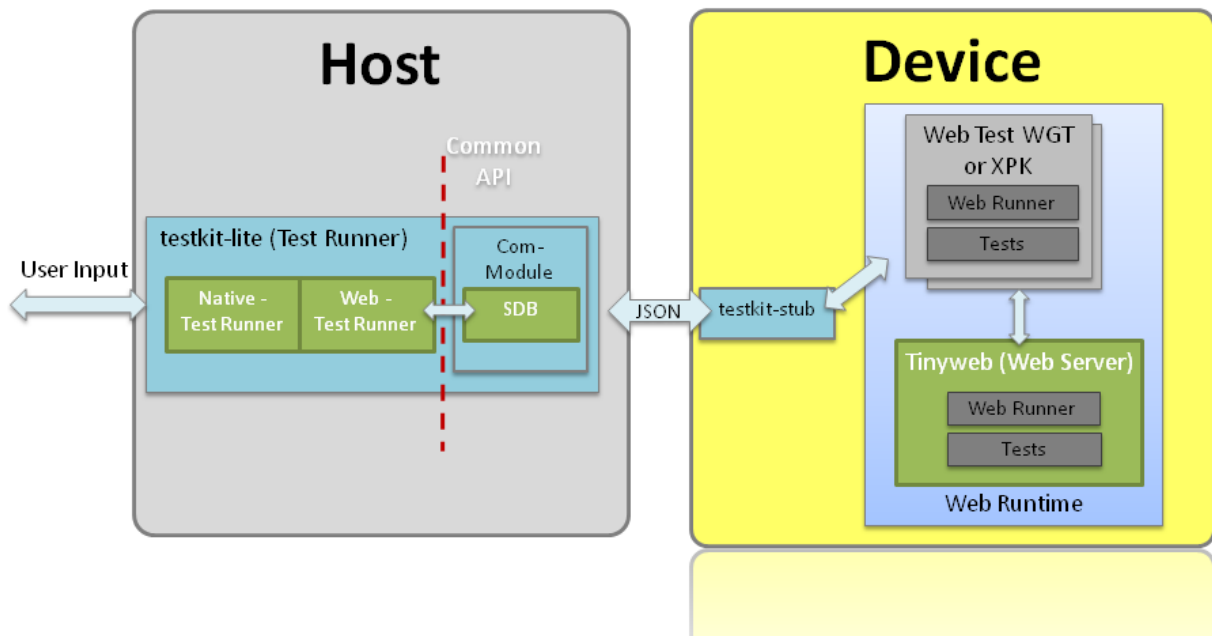 Host
Common
API
testkit-lite (Test Runner)
User Input
Native -
Test Runner
Web -
Test Runner
Com-
Module
SDB
JSON
Device
testkit-stub
Web Test WGT
or XPK
Web Runner
Tests
Tinyweb (Web Server)
Web Runner
Tests
Web Runtime